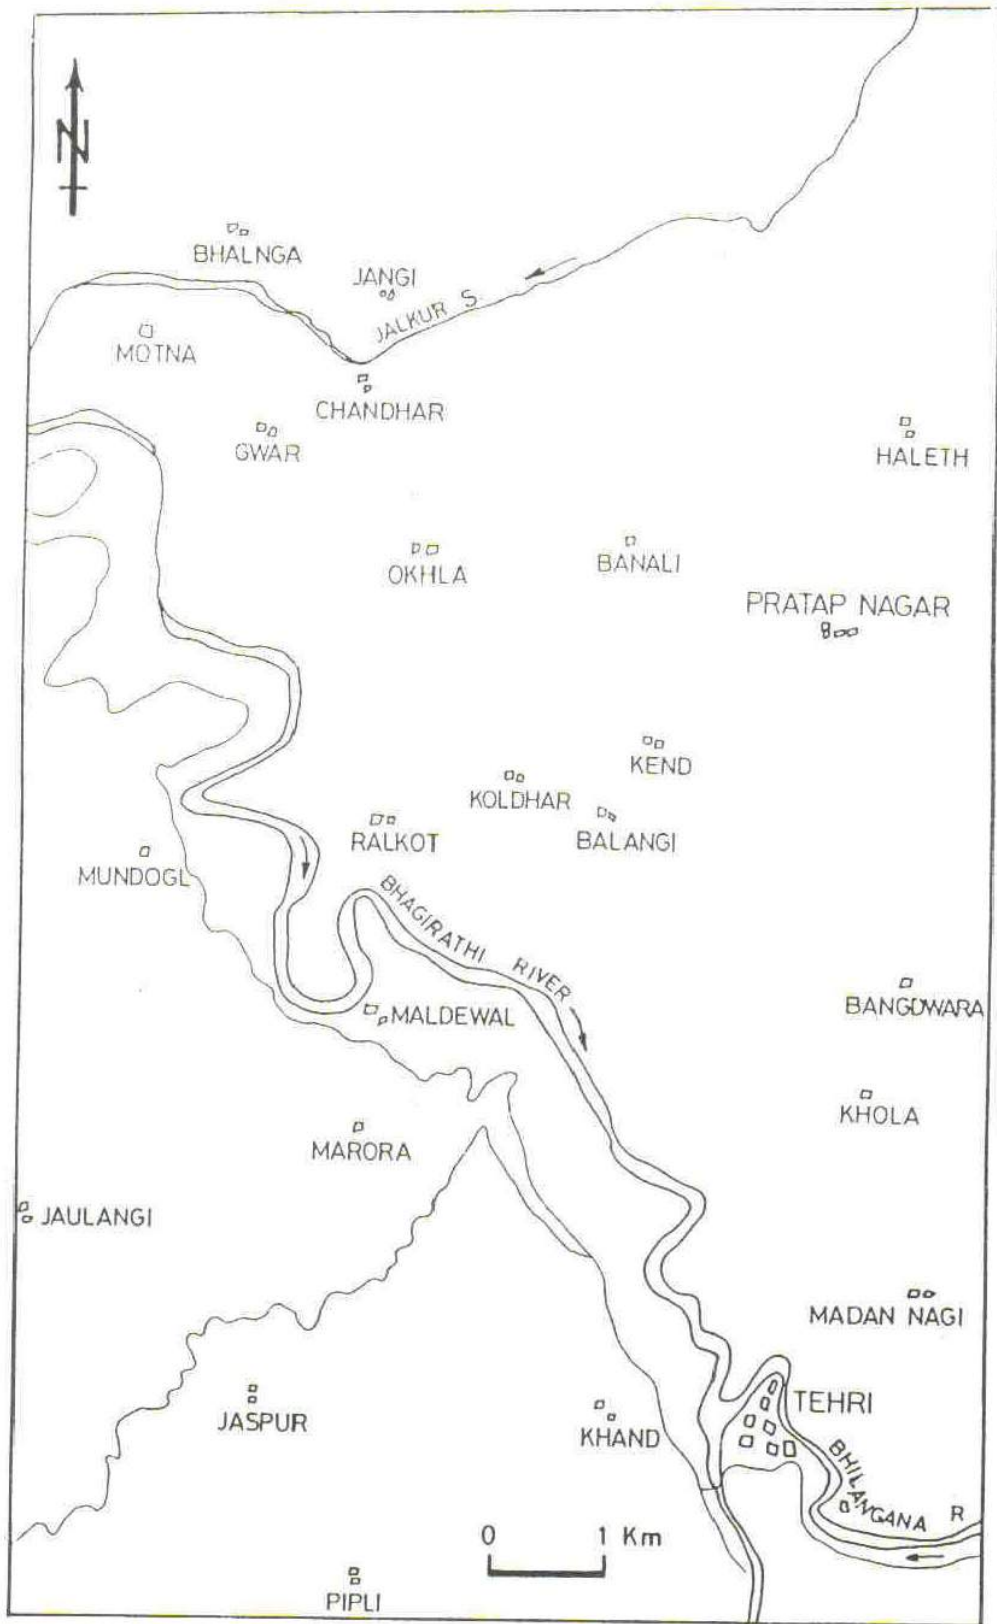 N
BHALNGA
JANGI
JALKUR S.
MOTNA
CHANDHAR
GWAR
HALETH
OKHLA
BANALI
PRATAP NAGAR
KEND
KOLDHAR
RALKOT
BALANGI
MUNDOGL
BHAGIRATHI RIVER
BANGDWARA
MALDEWAL
KHOLA
MARORA
JAULANGI
MADAN NAGI
TEHRI
JASPUR
KHAND
BHILANGANA R
0 1 Km
PIPLI